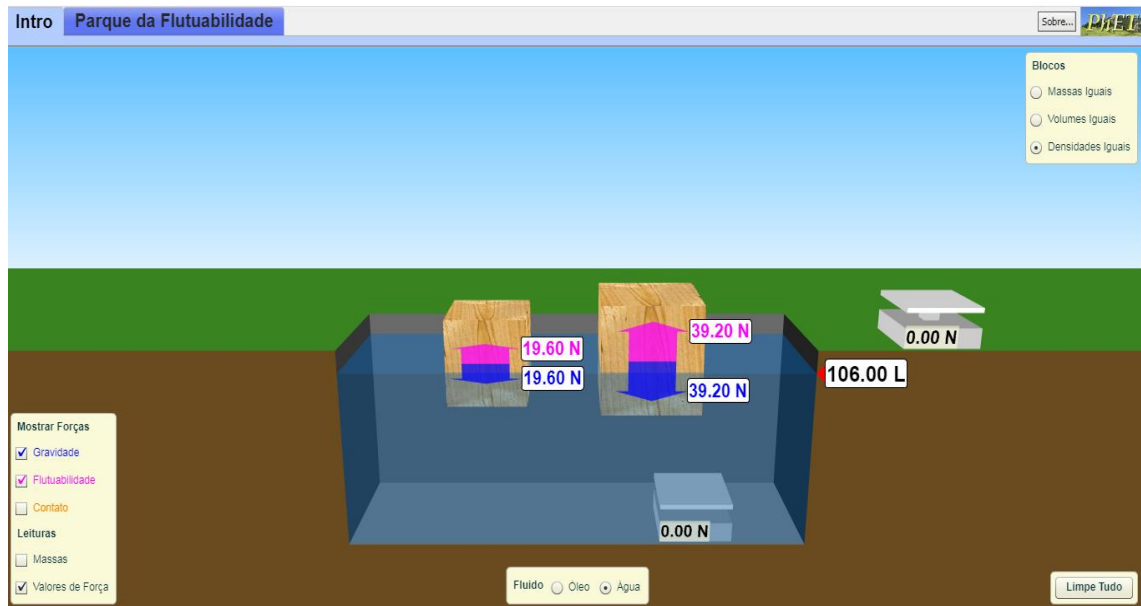 Intro Parque da Flutuabilidade Sobre... PhET
Blocos
Massas Iguais
Volumes Iguais
Densidades Iguais
19.60 N
19.60 N
39.20 N
39.20 N
0.00 N
106.00 L
0.00 N
Mostrar Forças
Gravidade
Flutuabilidade
Contato
Leituras
Massas
Valores de Força
Fluido Óleo Água
Limpe Tudo